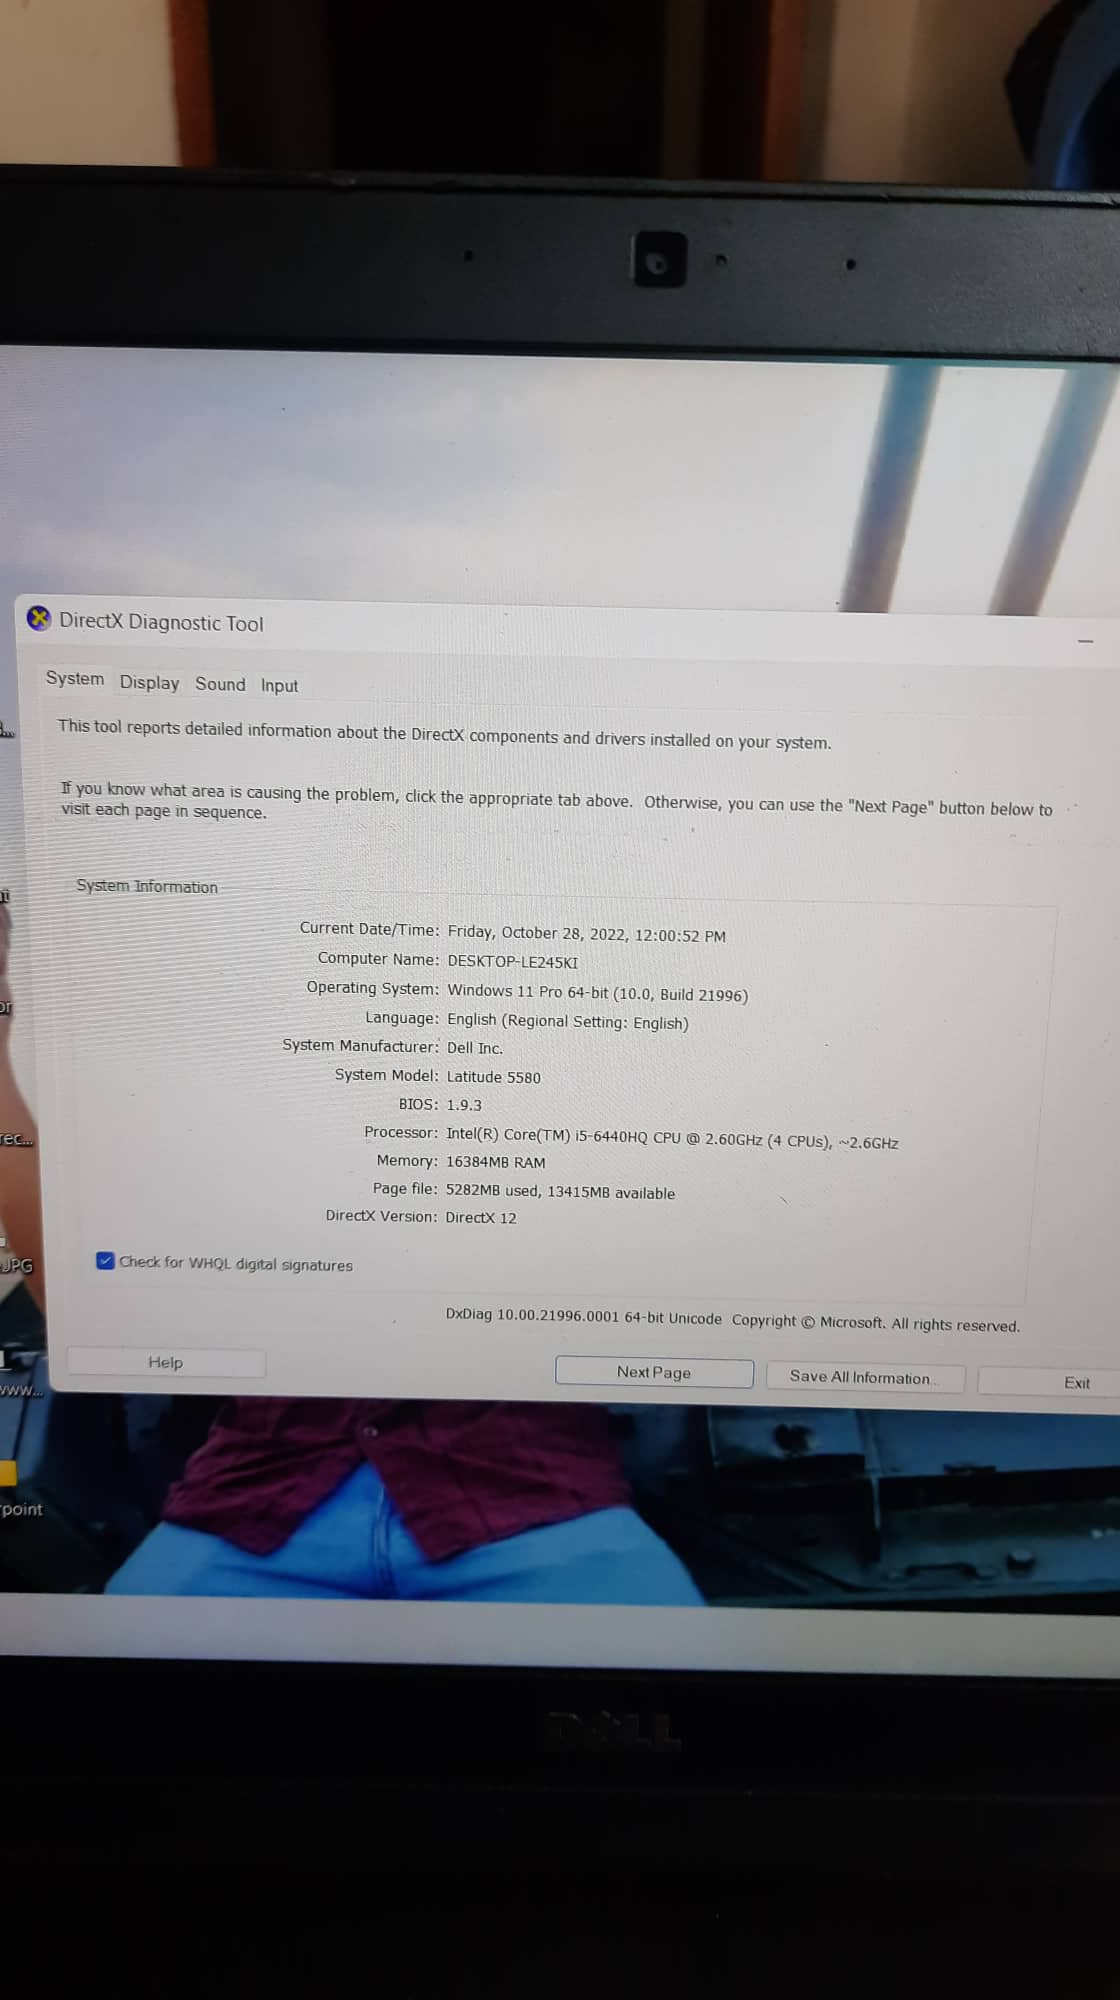 DirectX Diagnostic Tool
System Display Sound Input
This tool reports detailed information about the DirectX components and drivers installed on your system.
If you know what area is causing the problem, click the appropriate tab above. Otherwise, you can use the "Next Page" button below to
visit each page in sequence.
System Information
Current Date/Time: Friday, October 28, 2022, 12:00:52 PM
Computer Name: DESKTOP-LE245KI
Operating System: Windows 11 Pro 64-bit (10.0, Build 21996)
Language: English (Regional Setting: English)
System Manufacturer: Dell Inc.
System Model: Latitude 5580
BIOS: 1.9.3
Processor: Intel(R) Core(TM) i5-6440HQ CPU @ 2.60GHz (4 CPUs), ~2.6GHz
rec...
Memory: 16384MB RAM
Page file: 5282MB used, 13415MB available
DirectX Version: DirectX 12
.JPG
Check for WHQL digital signatures
DxDiag 10.00.21996.0001 64-bit Unicode Copyright © Microsoft. All rights reserved.
Help Next Page Save All Information... Exit
www...
point
DELL